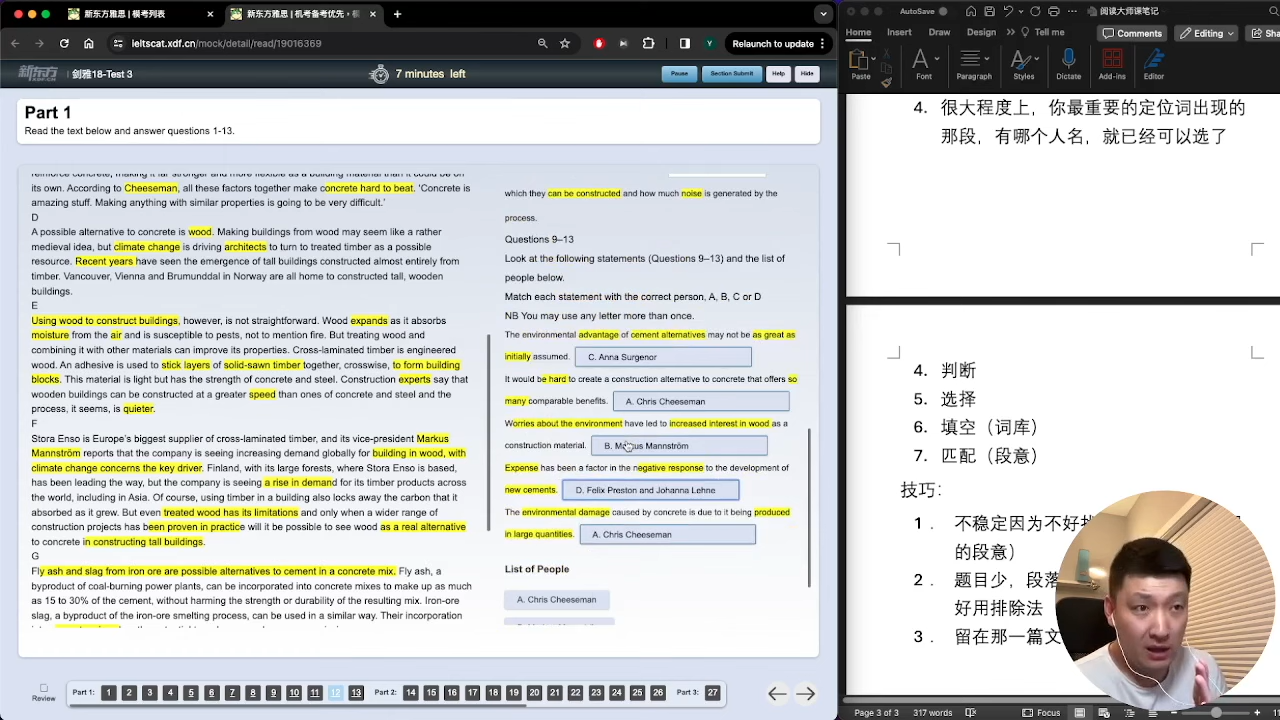 新东方雅思 | 模考列表
新东方雅思 | 模考备考优先 • 模
ieltscat.xdf.cn/mock/detail/read/19016369
Y
Relaunch to update
新东方
剑雅18-Test 3
7 minutes left
Pause
Section Submit
Help
Hide
Part 1
Read the text below and answer questions 1-13.
its own. According to Cheeseman, all these factors together make concrete hard to beat. 'Concrete is
amazing stuff. Making anything with similar properties is going to be very difficult.'
D
A possible alternative to concrete is wood. Making buildings from wood may seem like a rather
medieval idea, but climate change is driving architects to turn to treated timber as a possible
resource. Recent years have seen the emergence of tall buildings constructed almost entirely from
timber. Vancouver, Vienna and Brumunddal in Norway are all home to constructed tall, wooden
buildings.
E
Using wood to construct buildings, however, is not straightforward. Wood expands as it absorbs
moisture from the air and is susceptible to pests, not to mention fire. But treating wood and
combining it with other materials can improve its properties. Cross-laminated timber is engineered
wood. An adhesive is used to stick layers of solid-sawn timber together, crosswise, to form building
blocks. This material is light but has the strength of concrete and steel. Construction experts say that
wooden buildings can be constructed at a greater speed than ones of concrete and steel and the
process, it seems, is quieter.
F
Stora Enso is Europe's biggest supplier of cross-laminated timber, and its vice-president Markus
Mannström reports that the company is seeing increasing demand globally for building in wood, with
climate change concerns the key driver. Finland, with its large forests, where Stora Enso is based,
has been leading the way, but the company is seeing a rise in demand for its timber products across
the world, including in Asia. Of course, using timber in a building also locks away the carbon that it
absorbed as it grew. But even treated wood has its limitations and only when a wider range of
construction projects has been proven in practice will it be possible to see wood as a real alternative
to concrete in constructing tall buildings.
G
Fly ash and slag from iron ore are possible alternatives to cement in a concrete mix. Fly ash, a
byproduct of coal-burning power plants, can be incorporated into concrete mixes to make up as much
as 15 to 30% of the cement, without harming the strength or durability of the resulting mix. Iron-ore
slag, a byproduct of the iron-ore smelting process, can be used in a similar way. Their incorporation
which they can be constructed and how much noise is generated by the
process.
Questions 9–13
Look at the following statements (Questions 9–13) and the list of
people below.
Match each statement with the correct person, A, B, C or D
NB You may use any letter more than once.
The environmental advantage of cement alternatives may not be as great as
initially assumed. C. Anna Surgenor
It would be hard to create a construction alternative to concrete that offers so
many comparable benefits. A. Chris Cheeseman
Worries about the environment have led to increased interest in wood as a
construction material. B. Markus Mannström
Expense has been a factor in the negative response to the development of
new cements. D. Felix Preston and Johanna Lehne
The environmental damage caused by concrete is due to it being produced
in large quantities. A. Chris Cheeseman
List of People
A. Chris Cheeseman
Review
Part 1: 1 2 3 4 5 6 7 8 9 10 11 12 13 Part 2: 14 15 16 17 18 19 20 21 22 23 24 25 26 Part 3: 27
AutoSave
阅读大师课笔记
Home Insert Draw Design Tell me Comments Editing Sha
Paste Font Paragraph Styles Dictate Add-ins Editor
4. 很大程度上，你最重要的定位词出现的
那段，有哪个人名，就已经可以选了
4. 判断
5. 选择
6. 填空（词库）
7. 匹配（段意）
技巧：
1. 不稳定因为不好
的段意）
2. 题目少，段落
好用排除法
3. 留在那一篇文
Page 3 of 3 317 words Focus